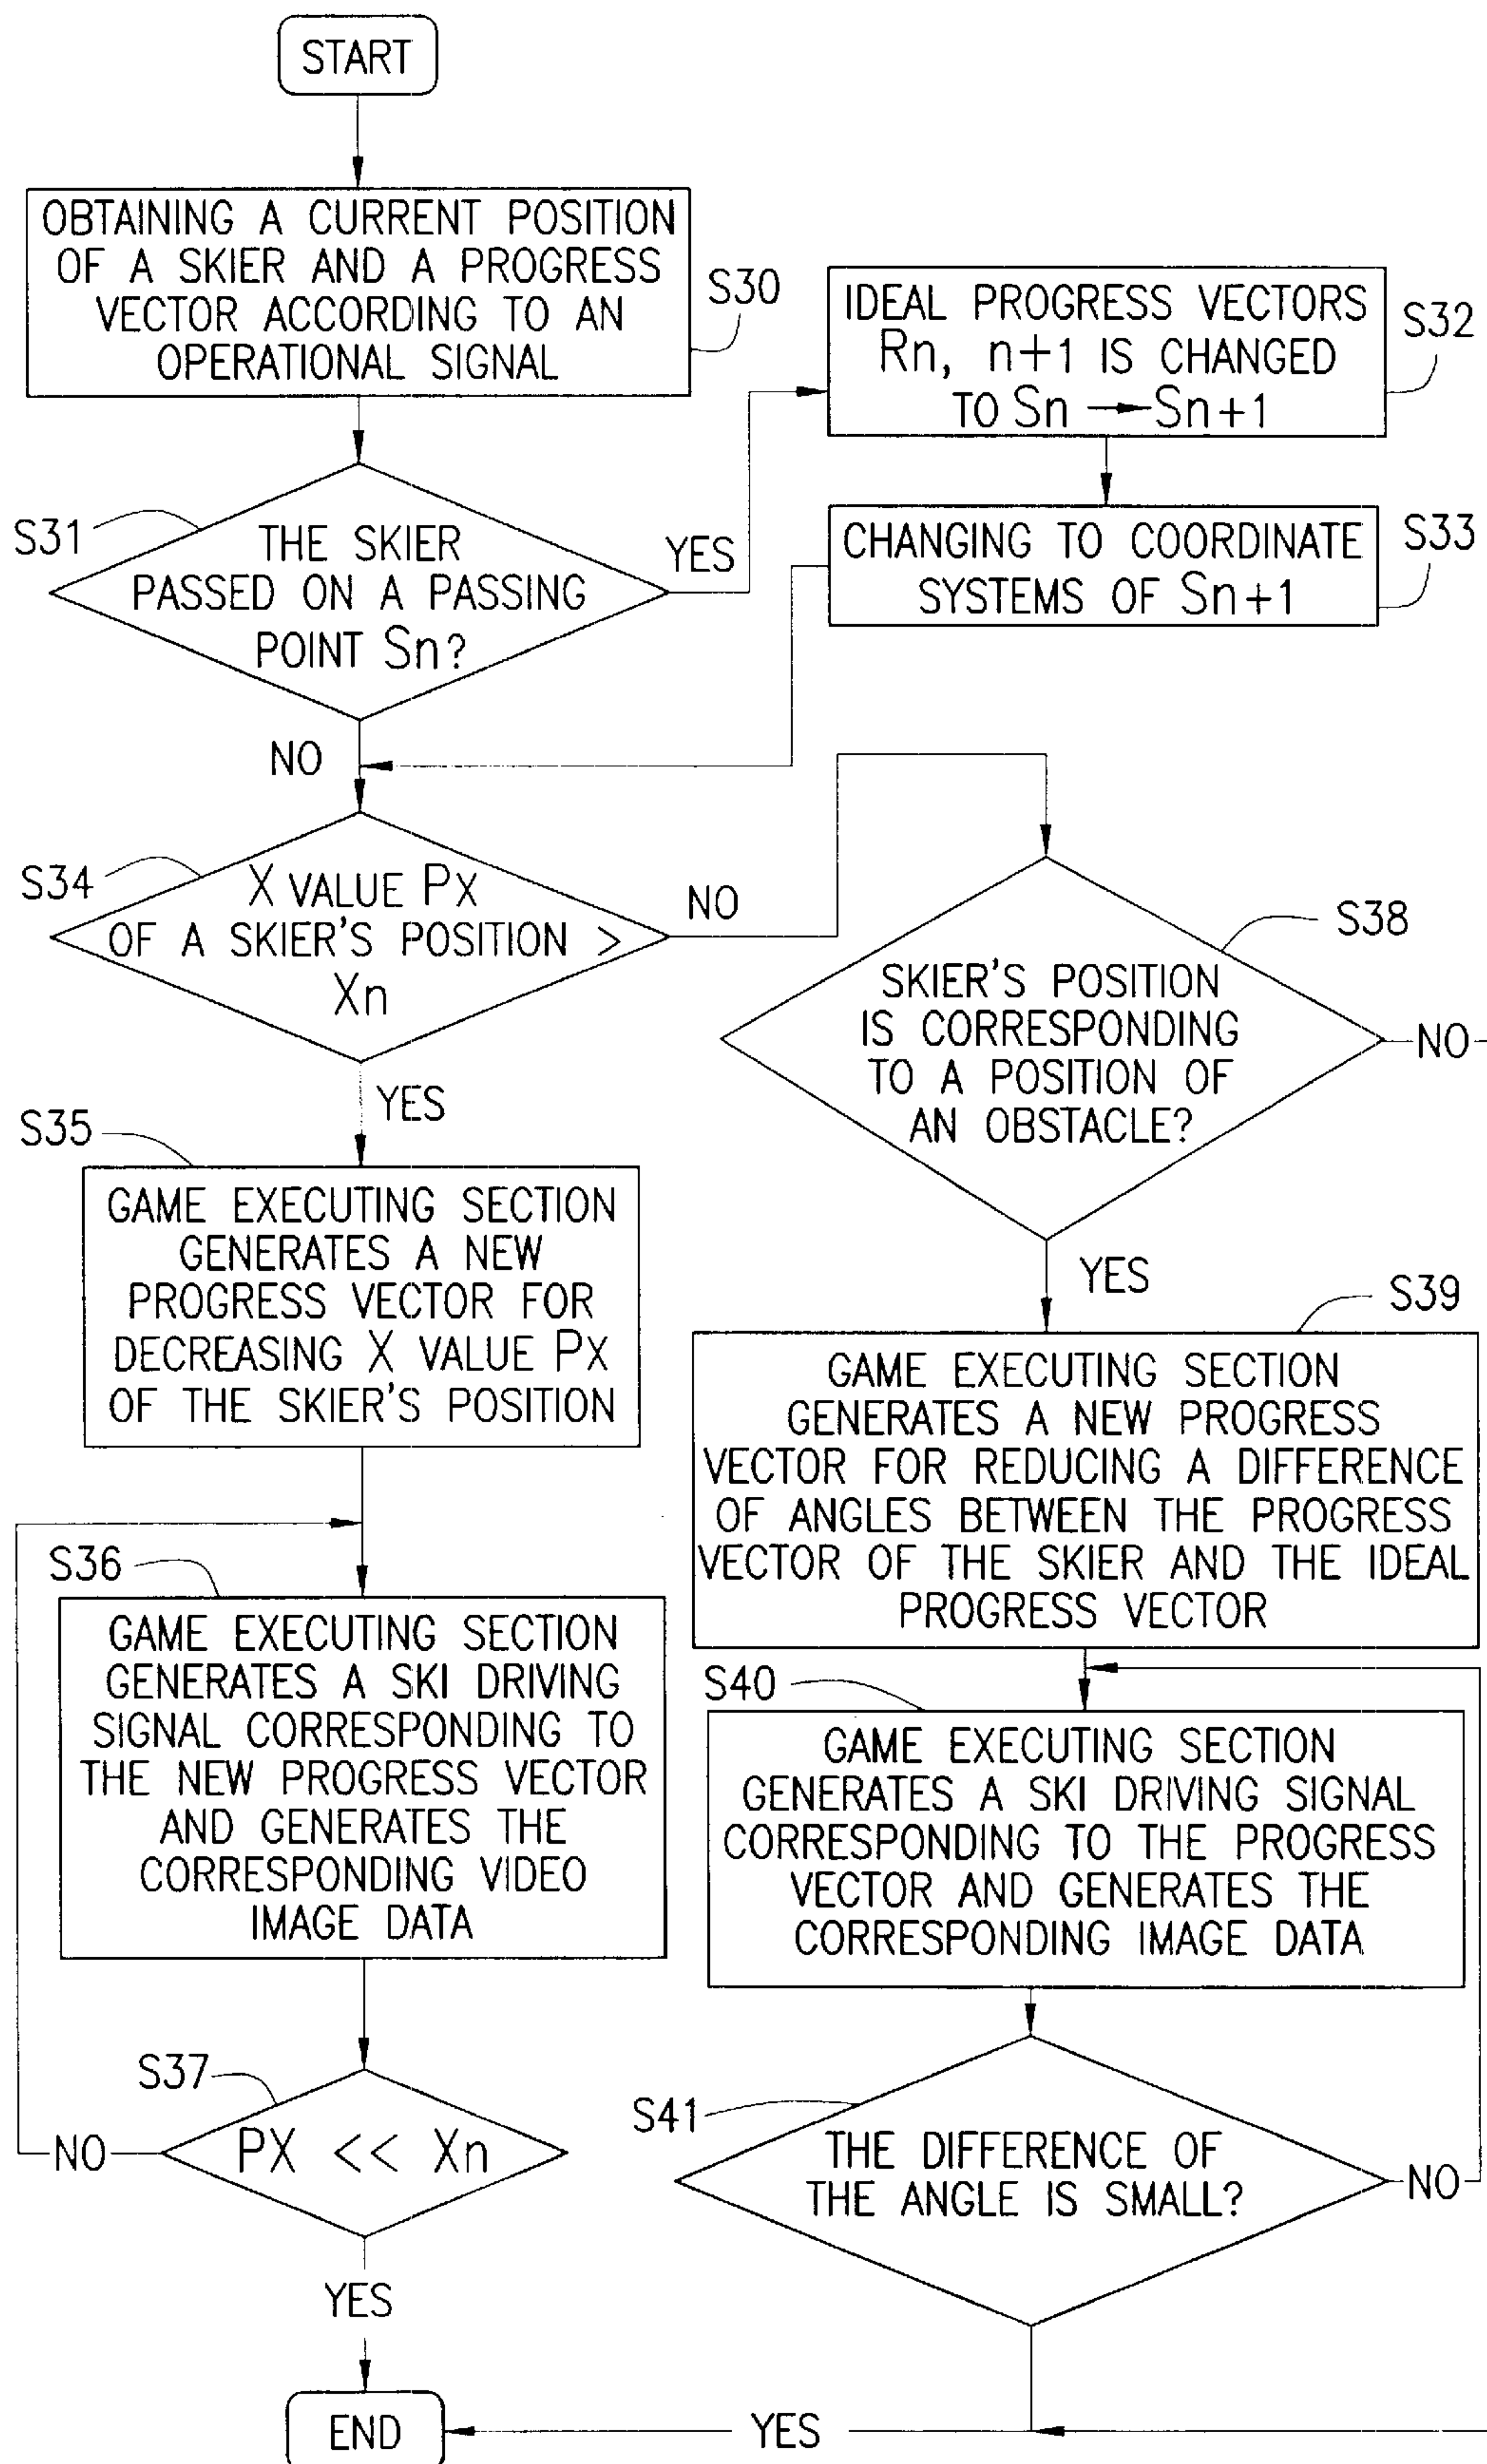 START
OBTAINING A CURRENT POSITION
OF A SKIER AND A PROGRESS
VECTOR ACCORDING TO AN
OPERATIONAL SIGNAL
S30
S31
THE SKIER
PASSED ON A PASSING
POINT Sn?
YES
NO
IDEAL PROGRESS VECTORS
Rn, n+1 IS CHANGED
TO Sn → Sn+1
S32
CHANGING TO COORDINATE
SYSTEMS OF Sn+1
S33
S34
X VALUE PX
OF A SKIER'S POSITION >
Xn
NO
YES
S35
GAME EXECUTING SECTION
GENERATES A NEW
PROGRESS VECTOR FOR
DECREASING X VALUE PX
OF THE SKIER'S POSITION
S36
GAME EXECUTING SECTION
GENERATES A SKI DRIVING
SIGNAL CORRESPONDING TO
THE NEW PROGRESS VECTOR
AND GENERATES THE
CORRESPONDING VIDEO
IMAGE DATA
S37
PX << Xn
NO
YES
END
S38
SKIER'S POSITION
IS CORRESPONDING
TO A POSITION OF
AN OBSTACLE?
NO
YES
S39
GAME EXECUTING SECTION
GENERATES A NEW PROGRESS
VECTOR FOR REDUCING A DIFFERENCE
OF ANGLES BETWEEN THE PROGRESS
VECTOR OF THE SKIER AND THE IDEAL
PROGRESS VECTOR
S40
GAME EXECUTING SECTION
GENERATES A SKI DRIVING SIGNAL
CORRESPONDING TO THE PROGRESS
VECTOR AND GENERATES THE
CORRESPONDING IMAGE DATA
S41
THE DIFFERENCE OF
THE ANGLE IS SMALL?
NO
YES